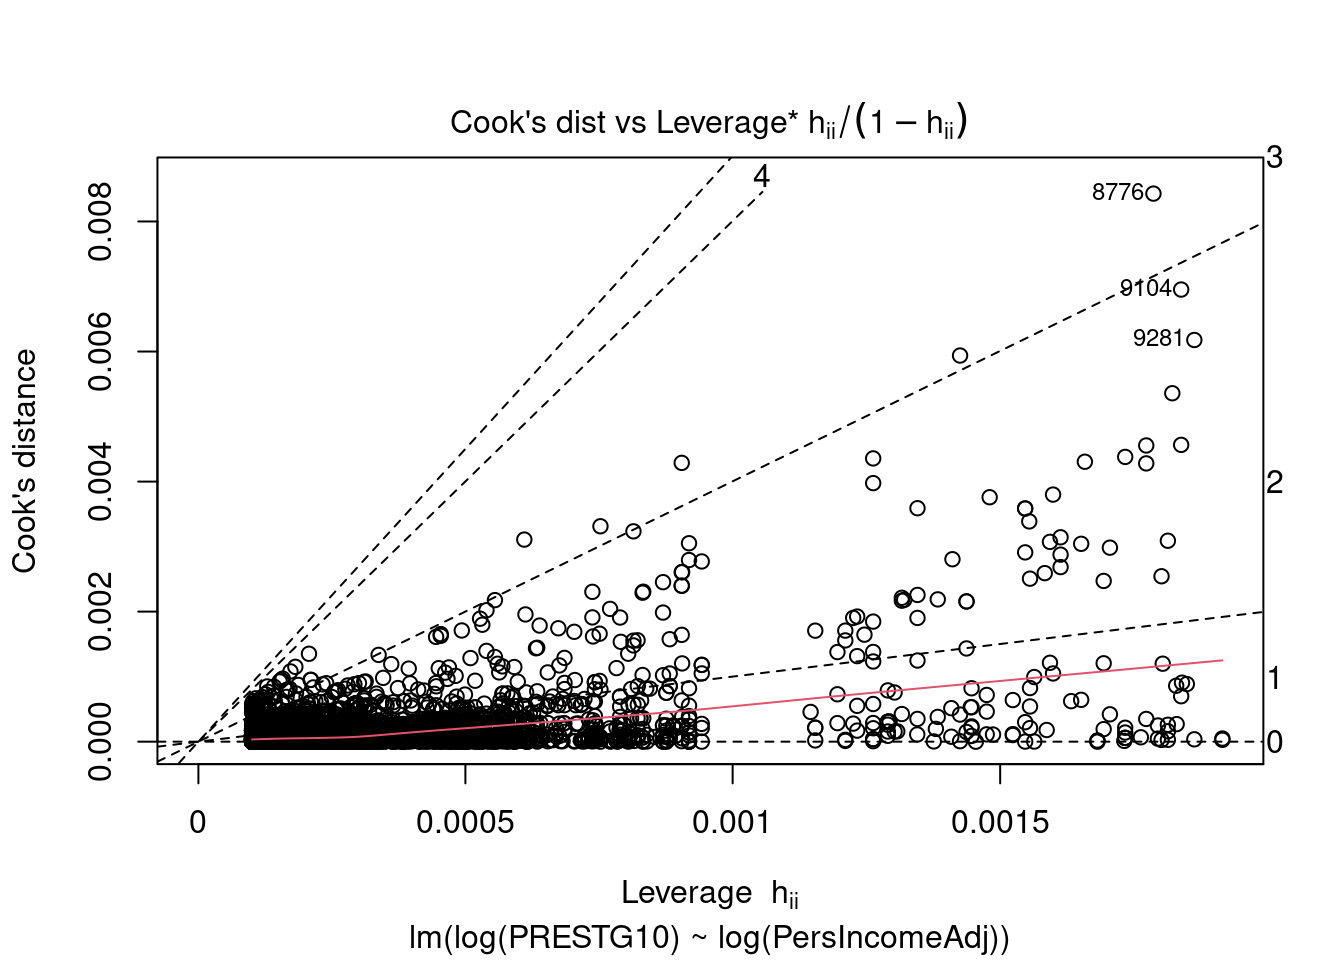 Cook's dist vs Leverage* hᵢᵢ/(1 − hᵢᵢ)
3
4
8776
0.008
9104
9281
0.006
Cook's distance
0.004
2
0.002
1
0.000
0
0 0.0005 0.001 0.0015
Leverage hᵢᵢ
lm(log(PRESTG10) ~ log(PersIncomeAdj))